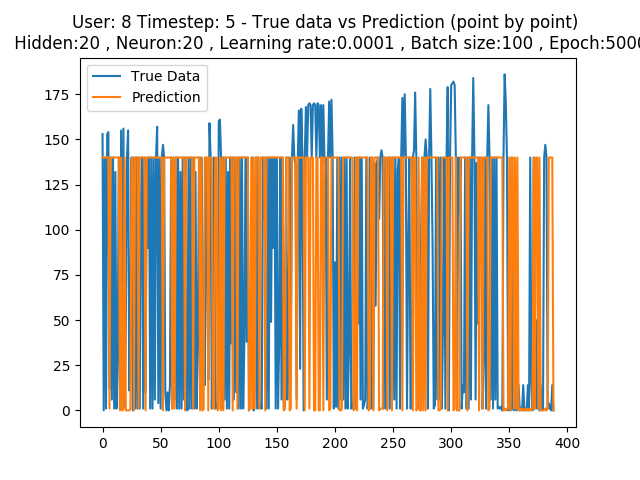 User: 8 Timestep: 5 - True data vs Prediction (point by point)
Hidden:20 , Neuron:20 , Learning rate:0.0001 , Batch size:100 , Epoch:5000
True Data
Prediction
175
150
125
100
75
50
25
0
0 50 100 150 200 250 300 350 400